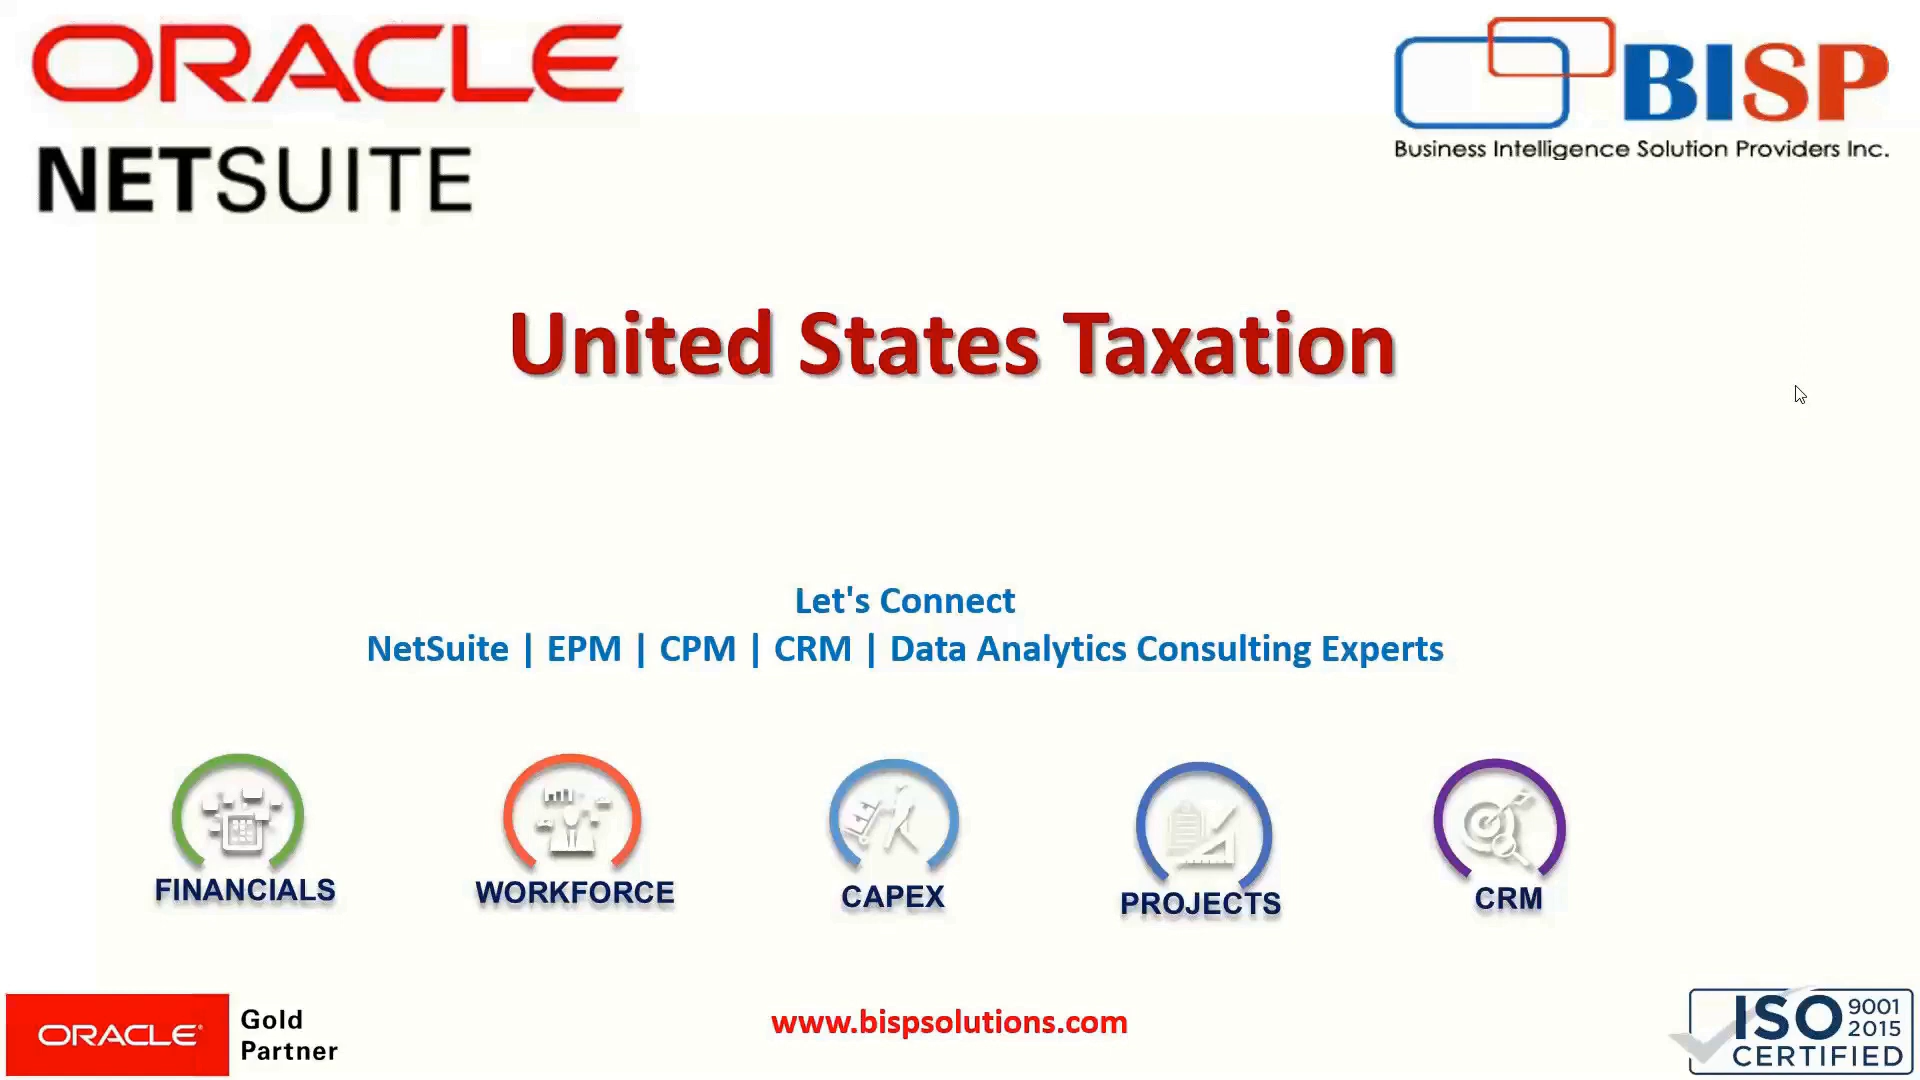 ORACLE
NETSUITE
BISP
Business Intelligence Solution Providers Inc.
United States Taxation
Let's Connect
NetSuite | EPM | CPM | CRM | Data Analytics Consulting Experts
FINANCIALS
WORKFORCE
CAPEX
PROJECTS
CRM
ORACLE®
Gold
Partner
www.bispsolutions.com
ISO 9001
2015
CERTIFIED